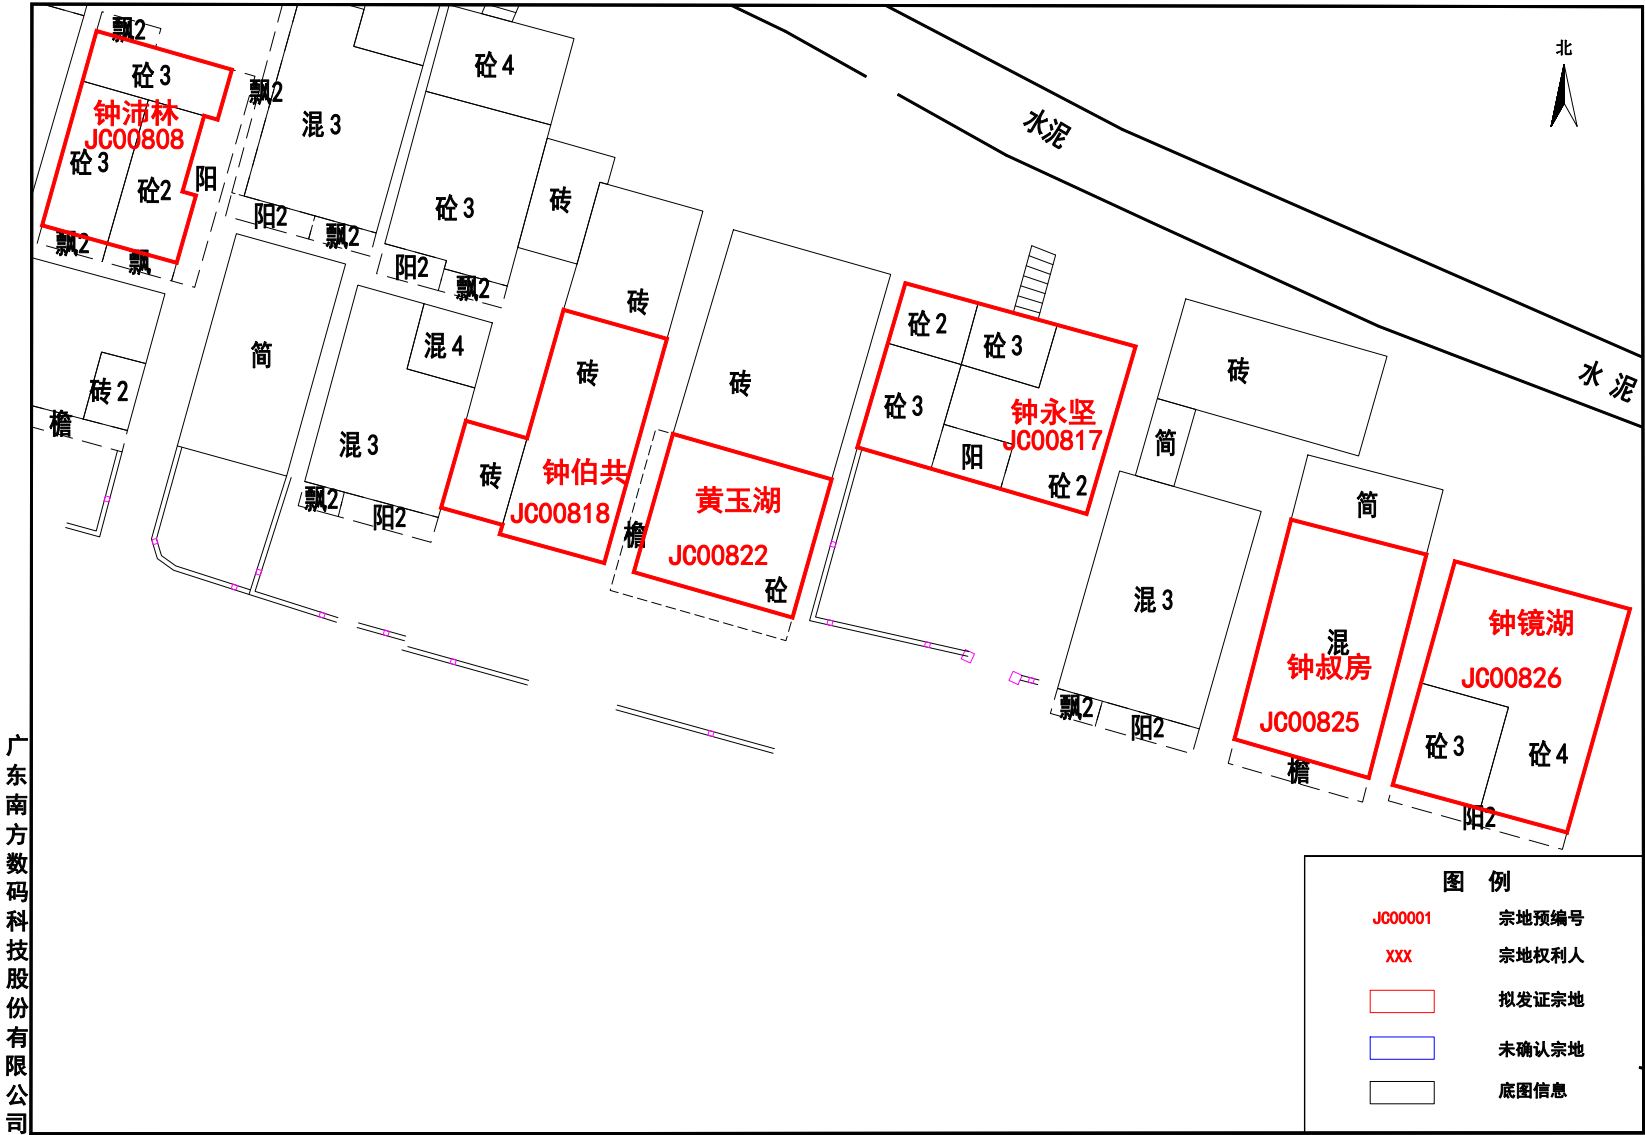 飘2
砼3
钟沛林
JC00808
砼3
砼2
阳
飘2
飘
飘2
混3
阳2
飘2
砼4
砼3
砖
阳2
飘2
砖
水泥
北
水 泥
砖2
檐
简
混4
混3
飘2
阳2
砖
砖
钟伯共
JC00818
砖
檐
黄玉湖
JC00822
砼
砼2
砼3
砼3
钟永坚
JC00817
阳
砼2
砖
简
简
混3
飘2
阳2
混
钟叔房
JC00825
檐
钟镜湖
JC00826
砼3
砼4
阳2
广东南方数码科技股份有限公司
图 例
JC00001 宗地预编号
XXX 宗地权利人
拟发证宗地
未确认宗地
底图信息